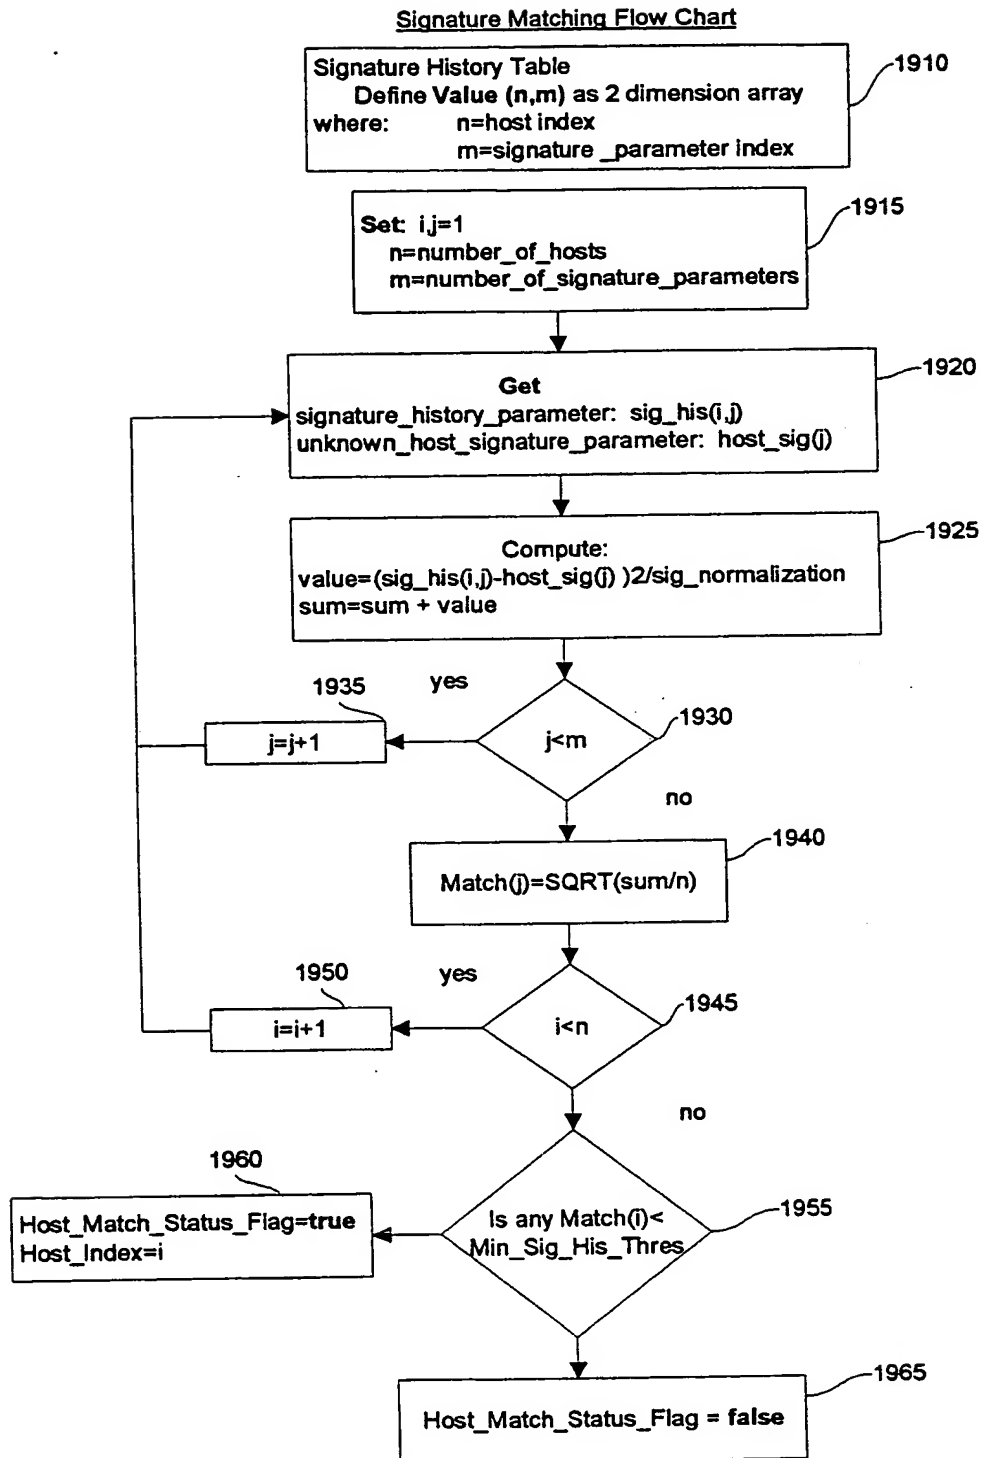 Signature Matching Flow Chart
1910
Signature History Table
Define Value (n,m) as 2 dimension array
where: n=host index
m=signature _parameter index
1915
Set: i,j=1
n=number_of_hosts
m=number_of_signature_parameters
1920
Get
signature_history_parameter: sig_his(i,j)
unknown_host_signature_parameter: host_sig(j)
1925
Compute:
value=(sig_his(i,j)-host_sig(j) )2/sig_normalization
sum=sum + value
1935
yes
1930
j=j+1
j<m
no
1940
Match(j)=SQRT(sum/n)
1950
yes
1945
i=i+1
i<n
no
1960
Host_Match_Status_Flag=true
Host_Index=i
1955
Is any Match(i)<
Min_Sig_His_Thres
1965
Host_Match_Status_Flag = false